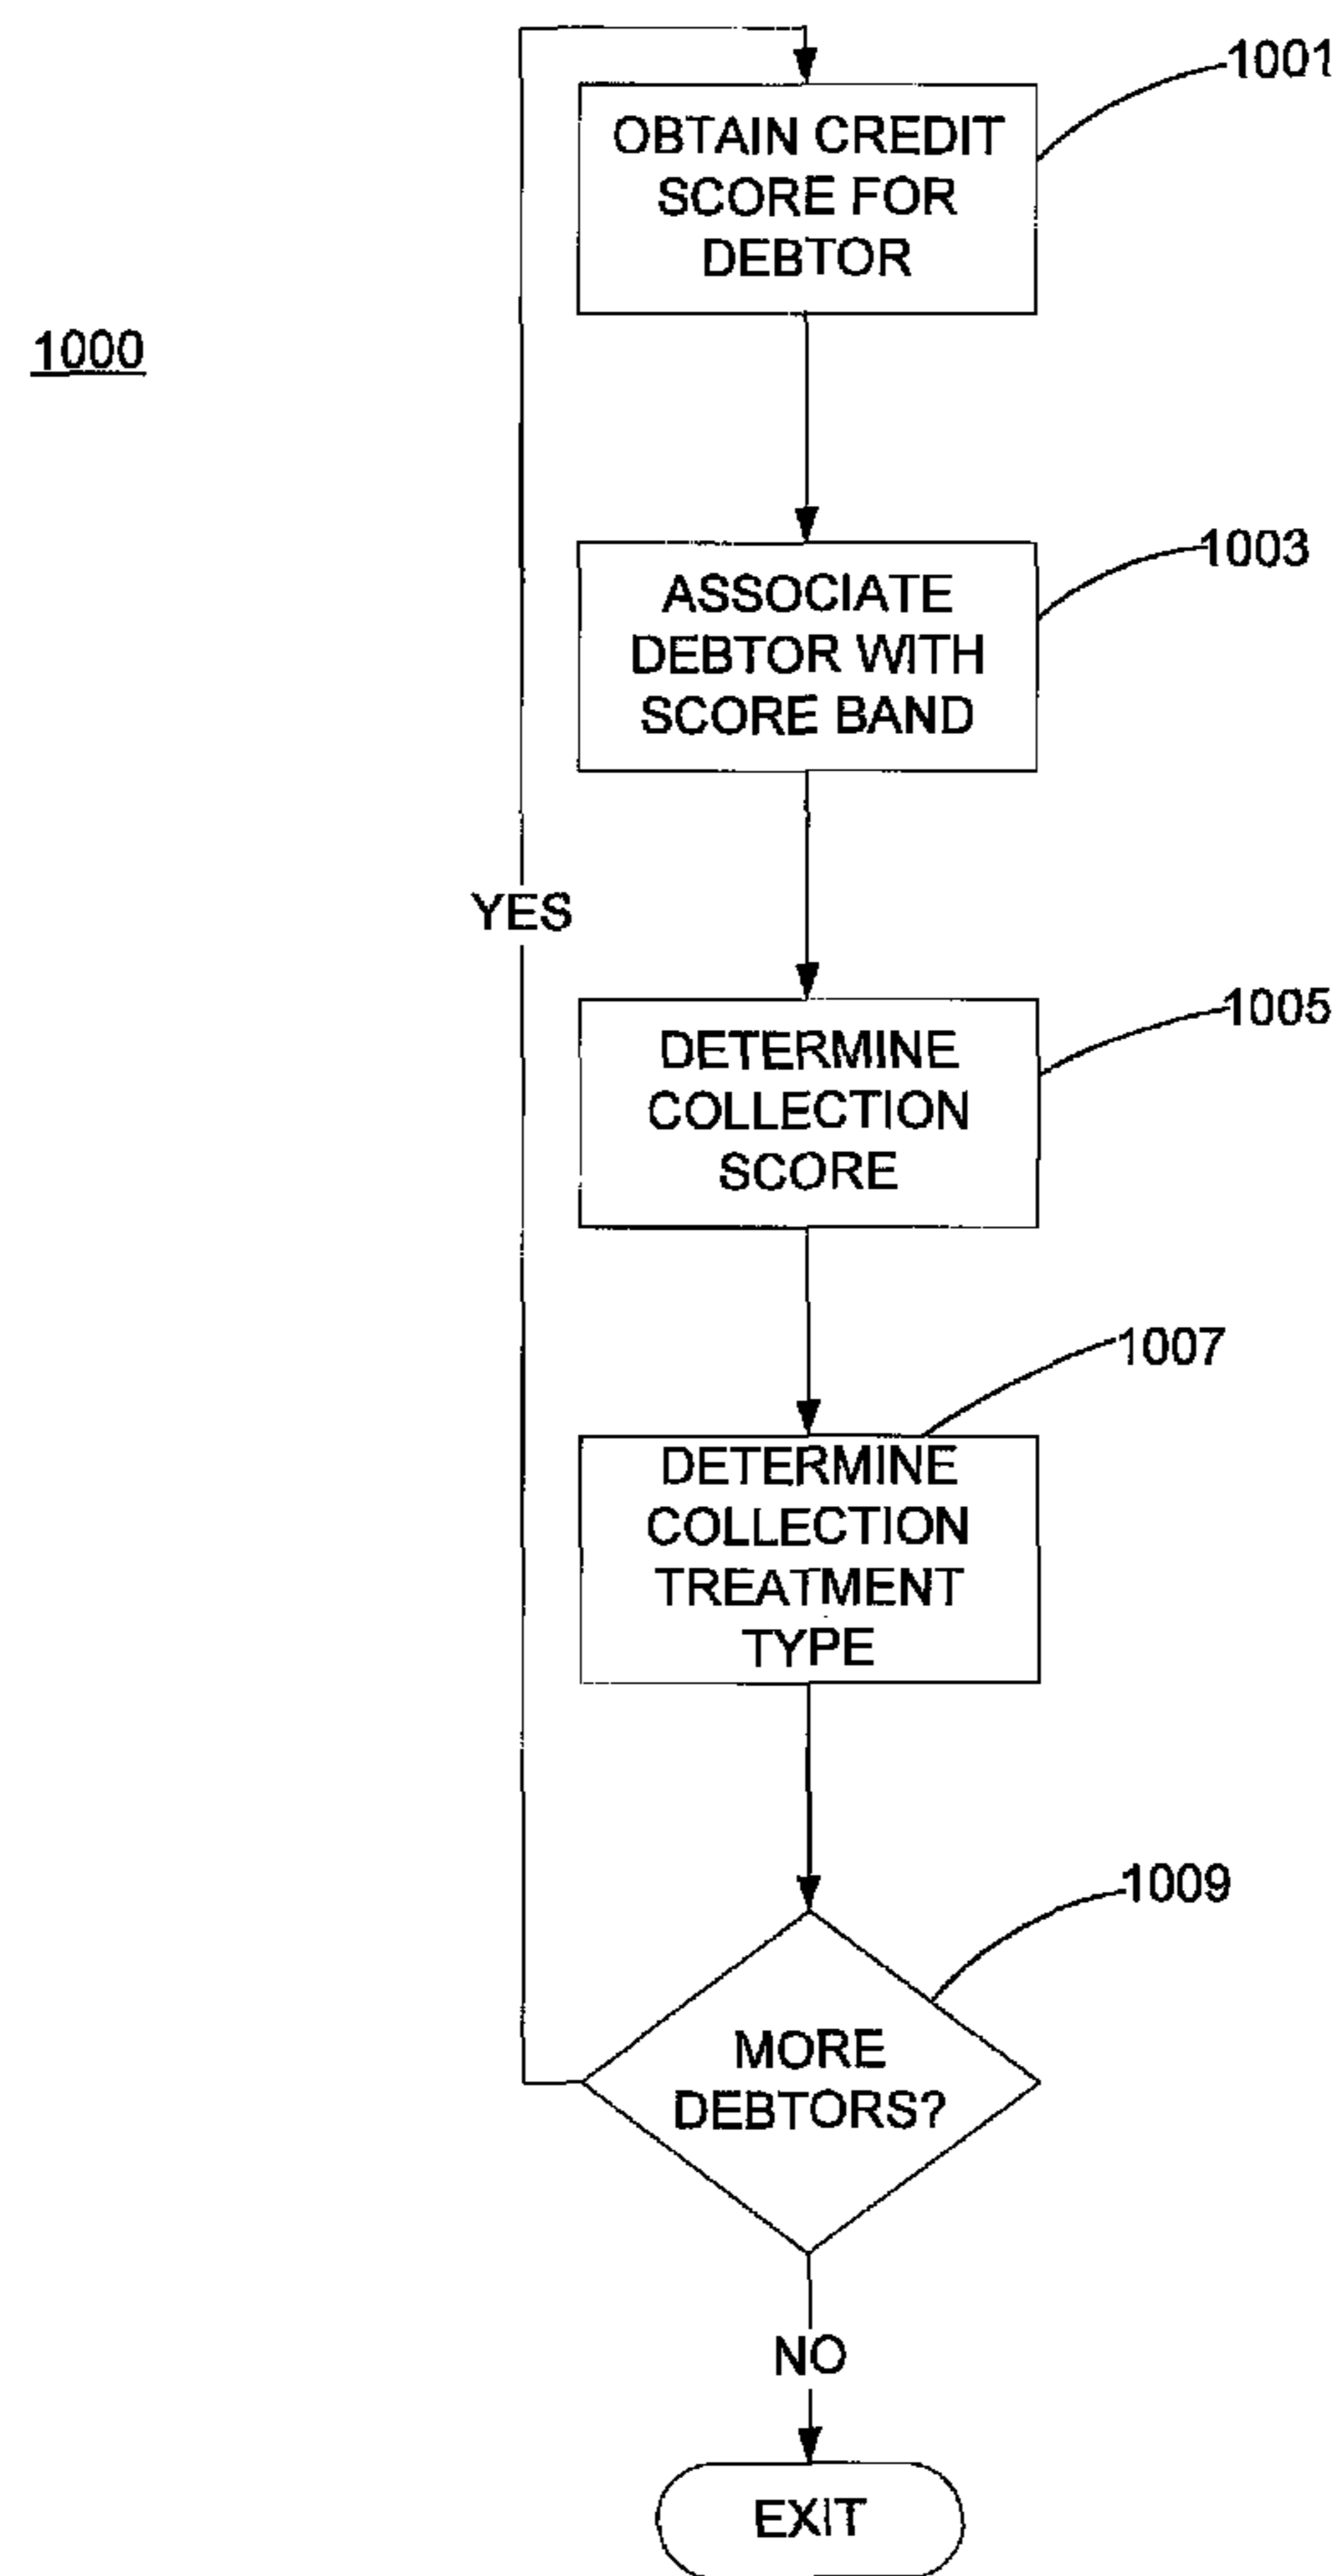 1001
OBTAIN CREDIT
SCORE FOR
DEBTOR
1000
1003
ASSOCIATE
DEBTOR WITH
SCORE BAND
YES
1005
DETERMINE
COLLECTION
SCORE
1007
DETERMINE
COLLECTION
TREATMENT
TYPE
1009
MORE
DEBTORS?
NO
EXIT